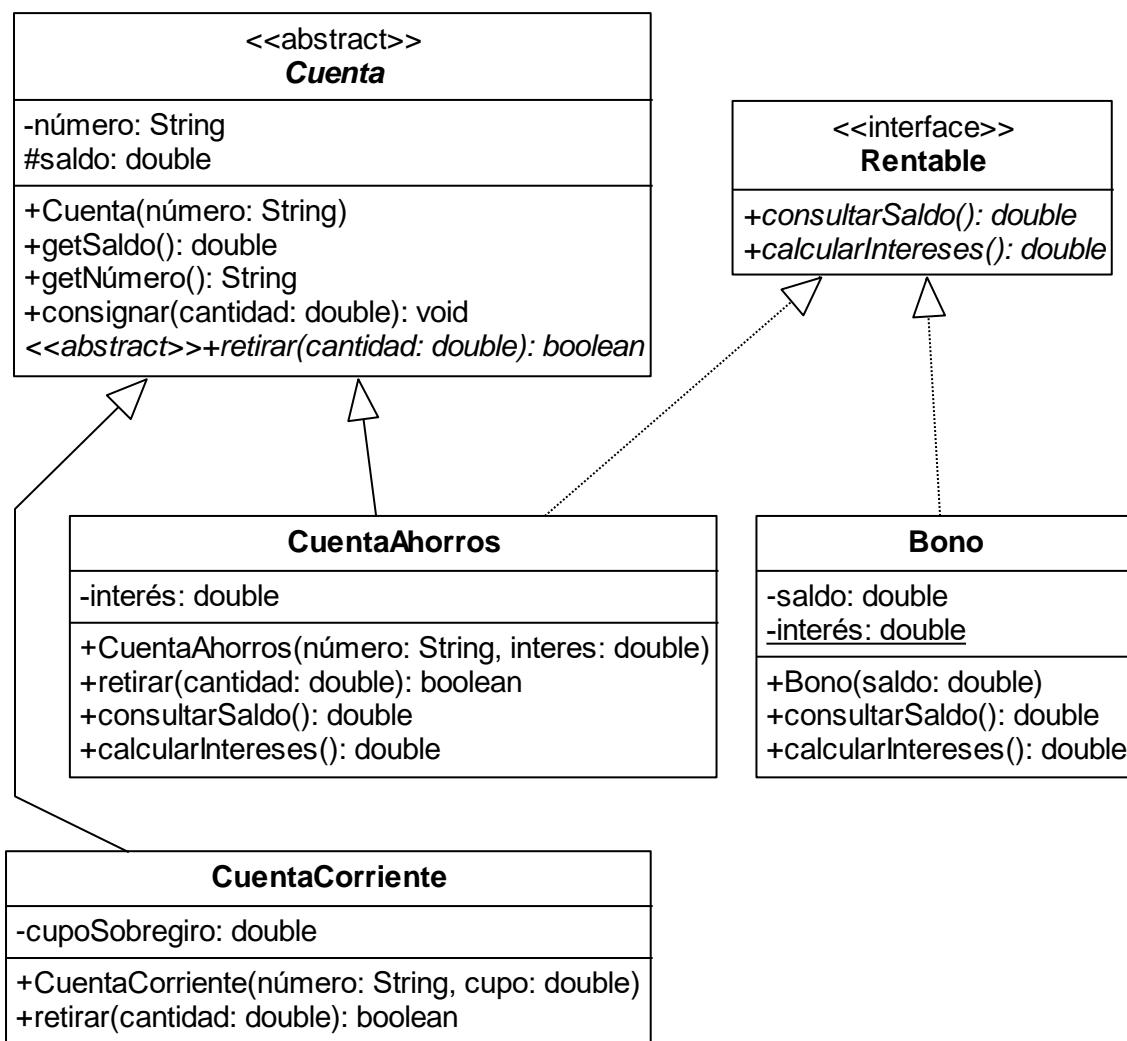 <<abstract>>
Cuenta
-número: String
#saldo: double
+Cuenta(número: String)
+getSaldo(): double
+getNúmero(): String
+consignar(cantidad: double): void
<<abstract>>+retirar(cantidad: double): boolean
<<interface>>
Rentable
+consultarSaldo(): double
+calcularIntereses(): double
CuentaAhorros
-interés: double
+CuentaAhorros(número: String, interes: double)
+retirar(cantidad: double): boolean
+consultarSaldo(): double
+calcularIntereses(): double
Bono
-saldo: double
-interés: double
+Bono(saldo: double)
+consultarSaldo(): double
+calcularIntereses(): double
CuentaCorriente
-cupoSobregiro: double
+CuentaCorriente(número: String, cupo: double)
+retirar(cantidad: double): boolean